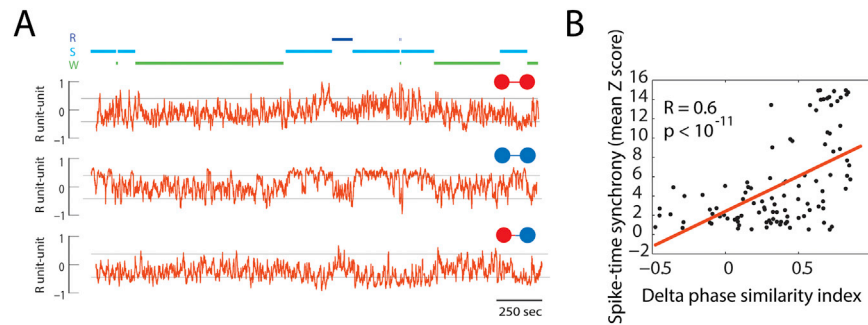 A
R
S
W
R unit-unit
1
0
−1
R unit-unit
1
0
−1
R unit-unit
1
0
−1
250 sec
B
Spike-time synchrony (mean Z score)
16
14
12
10
8
6
4
2
0
−2
−4
R = 0.6
p < 10^-11
−0.5
0
0.5
Delta phase similarity index